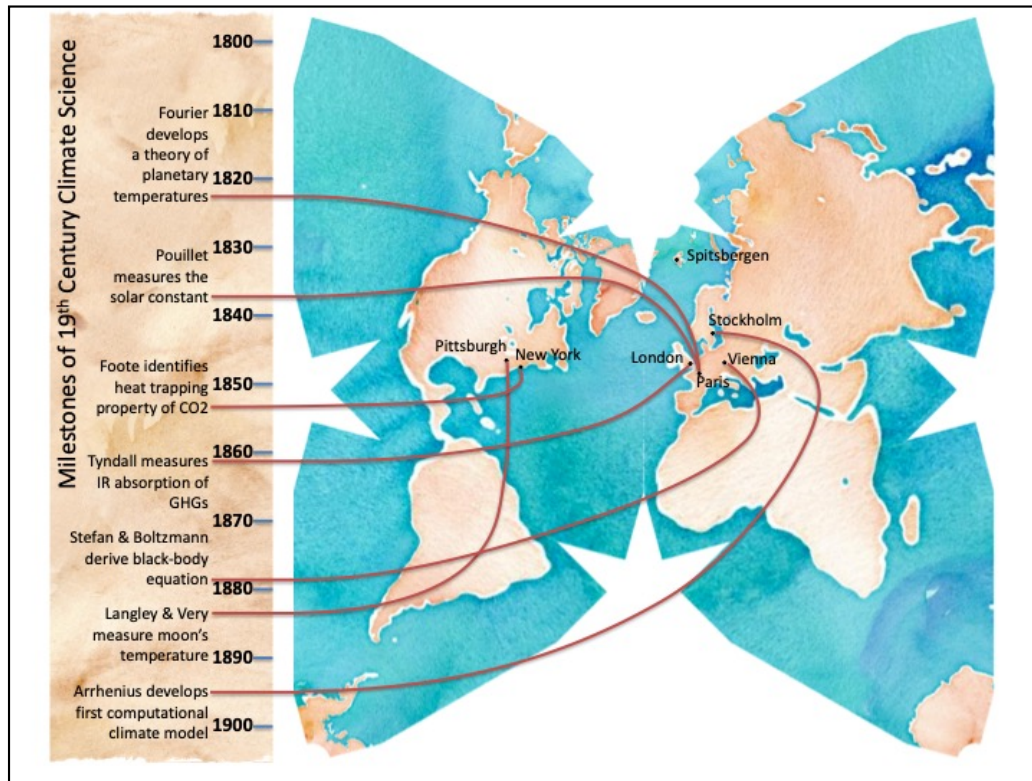 Milestones of 19th Century Climate Science
1800
1810
1820
1830
1840
1850
1860
1870
1880
1890
1900
Fourier
develops
a theory of
planetary
temperatures
Pouillet
measures the
solar constant
Foote identifies
heat trapping
property of CO2
Tyndall measures
IR absorption of
GHGs
Stefan & Boltzmann
derive black-body
equation
Langley & Very
measure moon's
temperature
Arrhenius develops
first computational
climate model
Spitsbergen
Stockholm
Pittsburgh
New York
London
Vienna
Paris